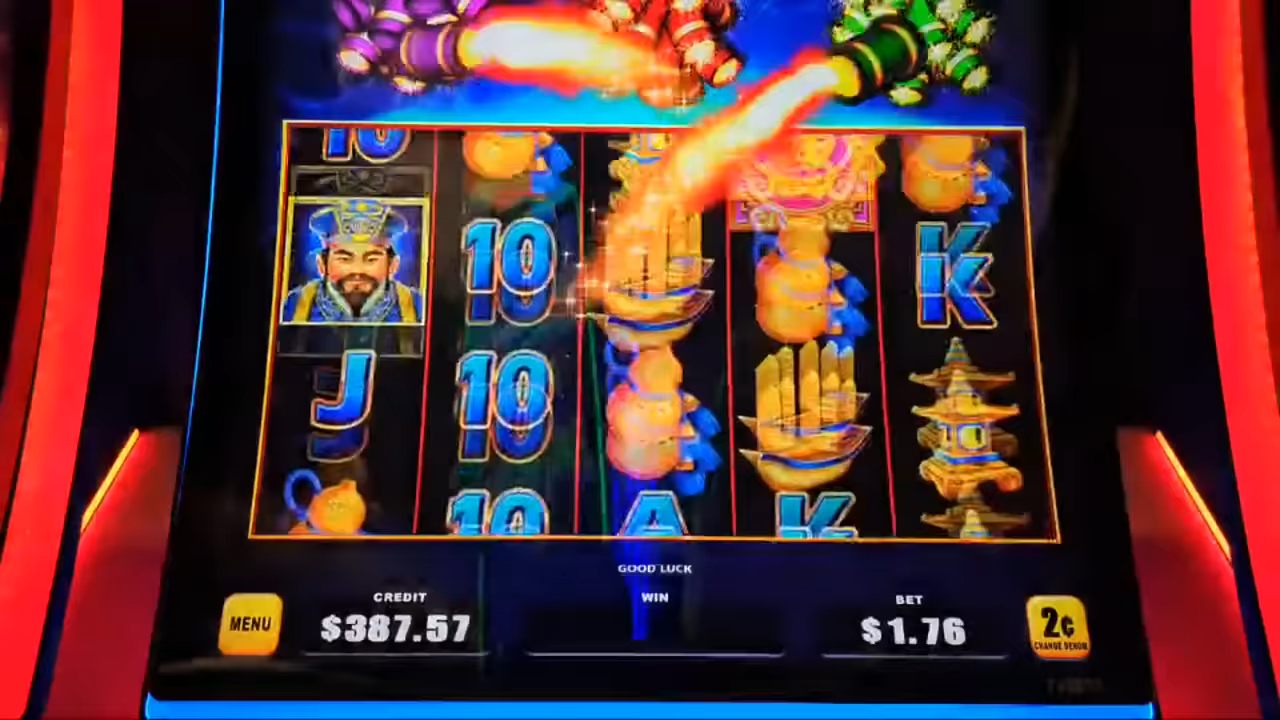 10
10
K
J
10
10
A
K
GOOD LUCK
MENU
CREDIT
$387.57
WIN
BET
$1.76
2¢
CHANGE DENOM